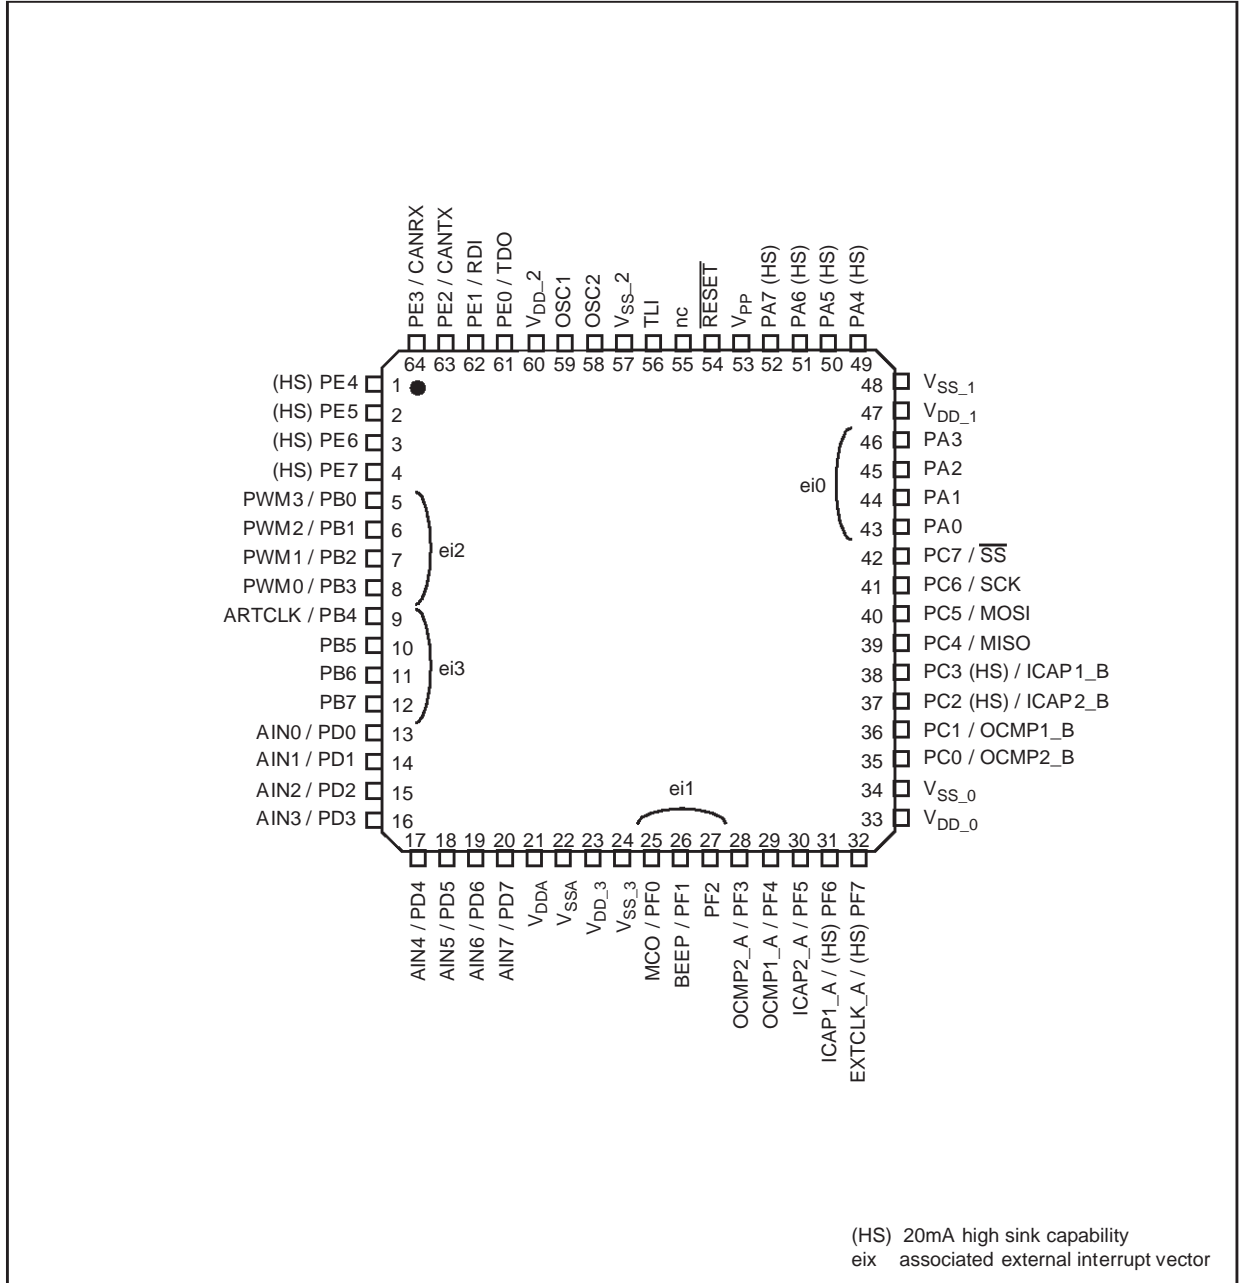 PE3 / CANRX
PE2 / CANTX
PE1 / RDI
PE0 / TDO
VDD_2
OSC1
OSC2
VSS_2
TLI
nc
RESET
VPP
PA7 (HS)
PA6 (HS)
PA5 (HS)
PA4 (HS)
64 63 62 61 60 59 58 57 56 55 54 53 52 51 50 49
(HS) PE4 1
(HS) PE5 2
(HS) PE6 3
(HS) PE7 4
PWM3 / PB0 5
PWM2 / PB1 6
PWM1 / PB2 7
PWM0 / PB3 8
ARTCLK / PB4 9
PB5 10
PB6 11
PB7 12
AIN0 / PD0 13
AIN1 / PD1 14
AIN2 / PD2 15
AIN3 / PD3 16
ei2
ei3
ei0
ei1
48 VSS_1
47 VDD_1
46 PA3
45 PA2
44 PA1
43 PA0
42 PC7 / SS
41 PC6 / SCK
40 PC5 / MOSI
39 PC4 / MISO
38 PC3 (HS) / ICAP1_B
37 PC2 (HS) / ICAP2_B
36 PC1 / OCMP1_B
35 PC0 / OCMP2_B
34 VSS_0
33 VDD_0
17 18 19 20 21 22 23 24 25 26 27 28 29 30 31 32
AIN4 / PD4
AIN5 / PD5
AIN6 / PD6
AIN7 / PD7
VDDA
VSSA
VDD_3
VSS_3
MCO / PF0
BEEP / PF1
PF2
OCMP2_A / PF3
OCMP1_A / PF4
ICAP2_A / PF5
ICAP1_A / (HS) PF6
EXTCLK_A / (HS) PF7
(HS) 20mA high sink capability
eix associated external interrupt vector